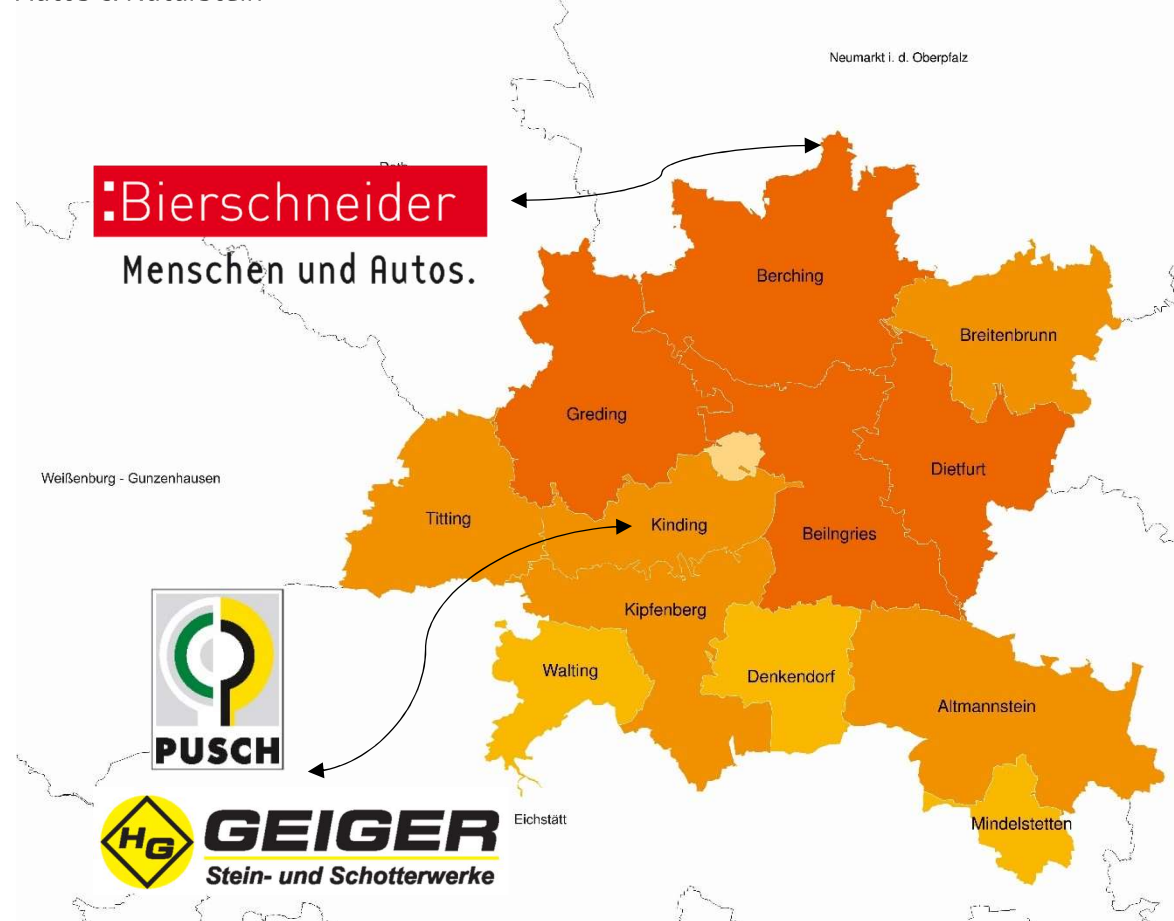 Neumarkt i. d. Oberpfalz
:Bierschneider
Menschen und Autos.
Berching
Breitenbrunn
Greding
Dietfurt
Weißenburg - Gunzenhausen
Titting
Kinding
Beilngries
Kipfenberg
Walting
Denkendorf
Altmannstein
PUSCH
HG GEIGER
Eichstätt
Mindelstetten
Stein- und Schotterwerke